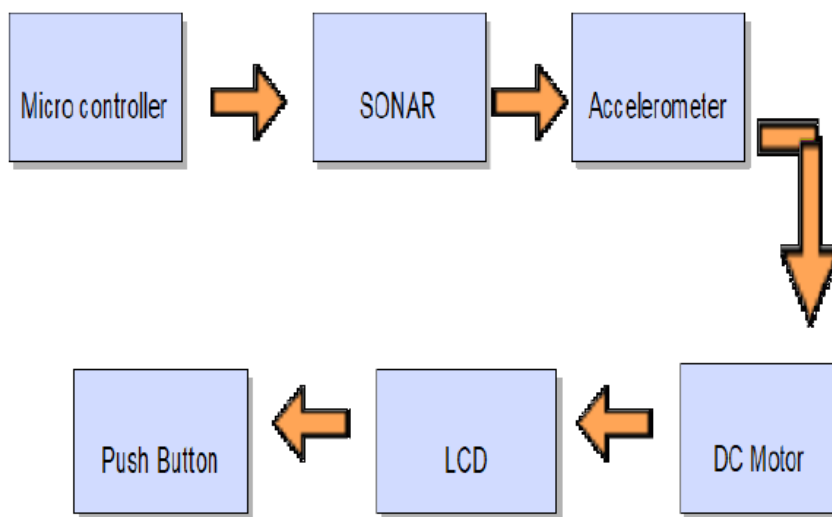 Micro controller
SONAR
Accelerometer
DC Motor
LCD
Push Button